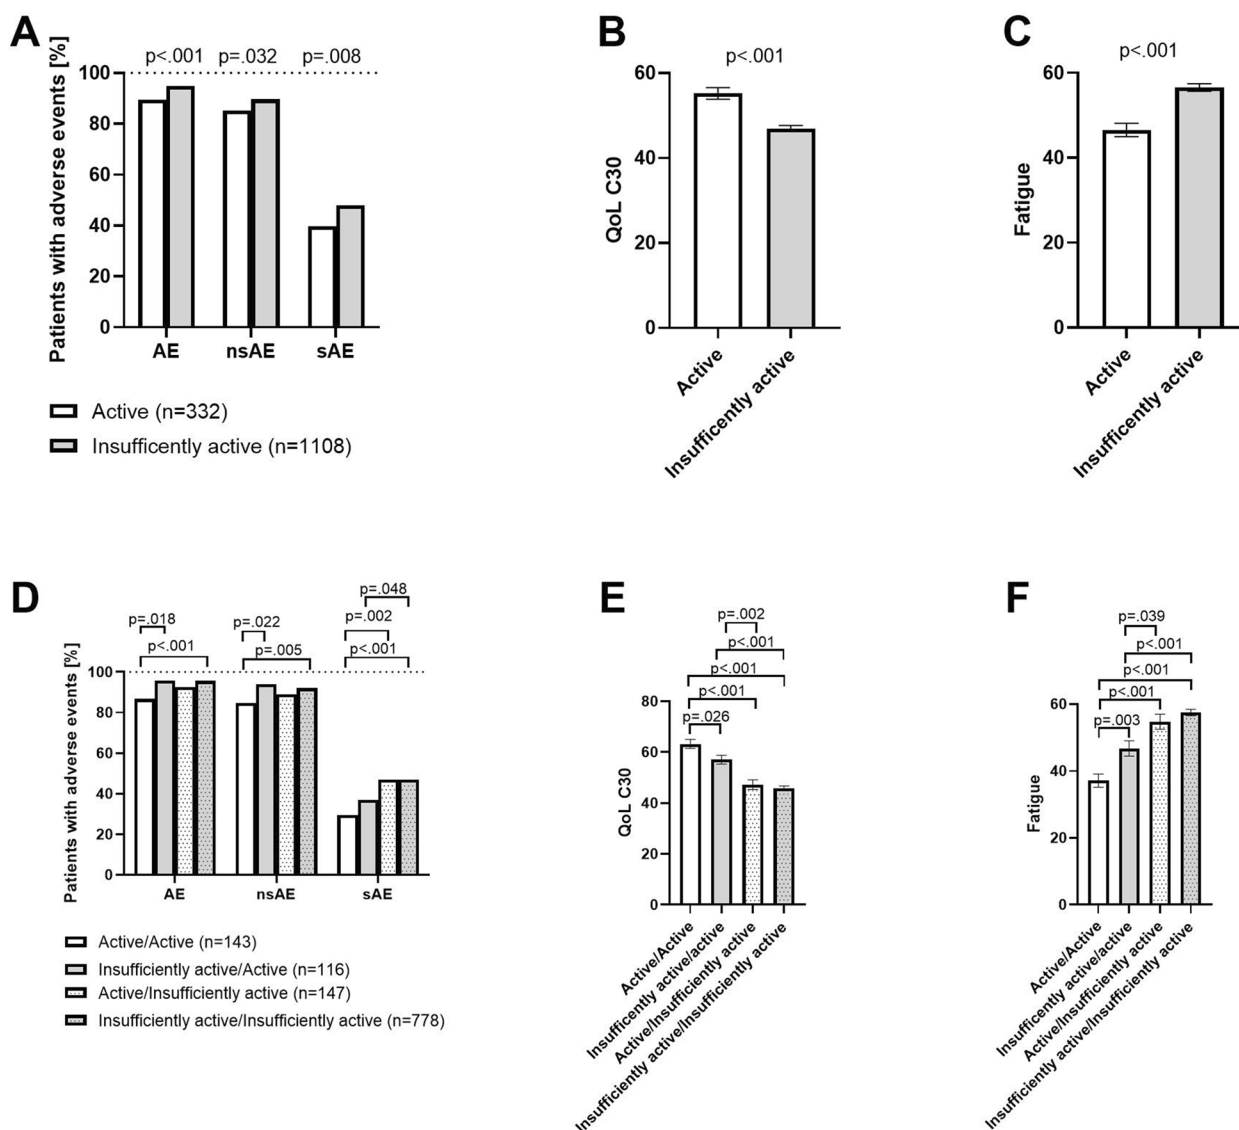 A
p<.001 p=.032 p=.008
Patients with adverse events [%]
100
80
60
40
20
0
AE nsAE sAE
Active (n=332)
Insufficently active (n=1108)
B
p<.001
QoL C30
60
40
20
0
Active
Insufficently active
C
p<.001
Fatigue
60
40
20
0
Active
Insufficently active
D
p=.048
p=.018 p=.022 p=.002
p<.001 p=.005 p<.001
Patients with adverse events [%]
100
80
60
40
20
0
AE nsAE sAE
Active/Active (n=143)
Insufficiently active/Active (n=116)
Active/Insufficiently active (n=147)
Insufficiently active/Insufficiently active (n=778)
E
p=.002
p<.001
p<.001
p<.001
p=.026
QoL C30
80
60
40
20
0
Active/Active
Insufficently active/active
Active/Insufficiently active
Insufficiently active/Insufficiently active
F
p=.039
p<.001
p<.001
p<.001
p=.003
Fatigue
60
40
20
0
Active/Active
Insufficently active/active
Active/Insufficiently active
Insufficiently active/Insufficiently active